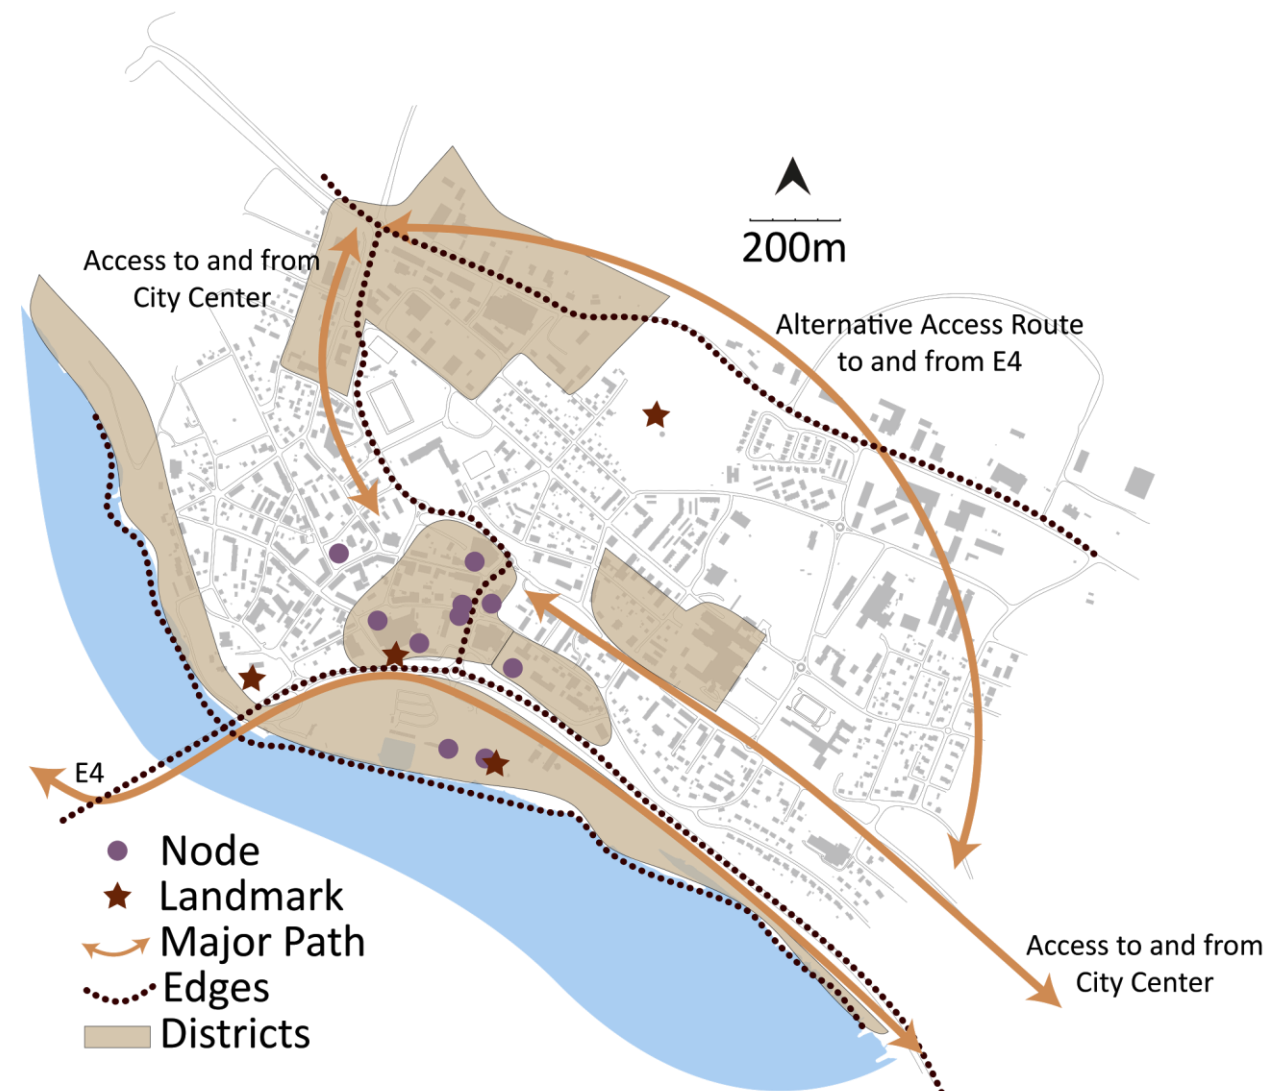 200m
Access to and from
City Center
Alternative Access Route
to and from E4
E4
Node
Landmark
Major Path
Edges
Districts
Access to and from
City Center